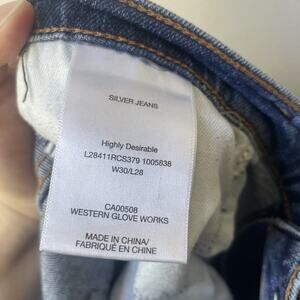 SILVER JEANS
Highly Desirable
L28411RCS379 1005838
W30/L28
CA00508
WESTERN GLOVE WORKS
MADE IN CHINA/
FABRIQUÉ EN CHINE